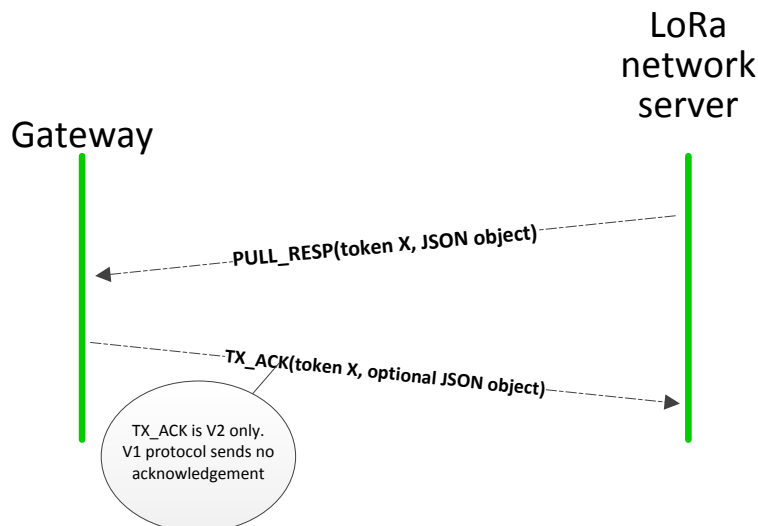 LoRa
network
server
Gateway
PULL_RESP(token X, JSON object)
TX_ACK(token X, optional JSON object)
TX_ACK is V2 only.
V1 protocol sends no
acknowledgement